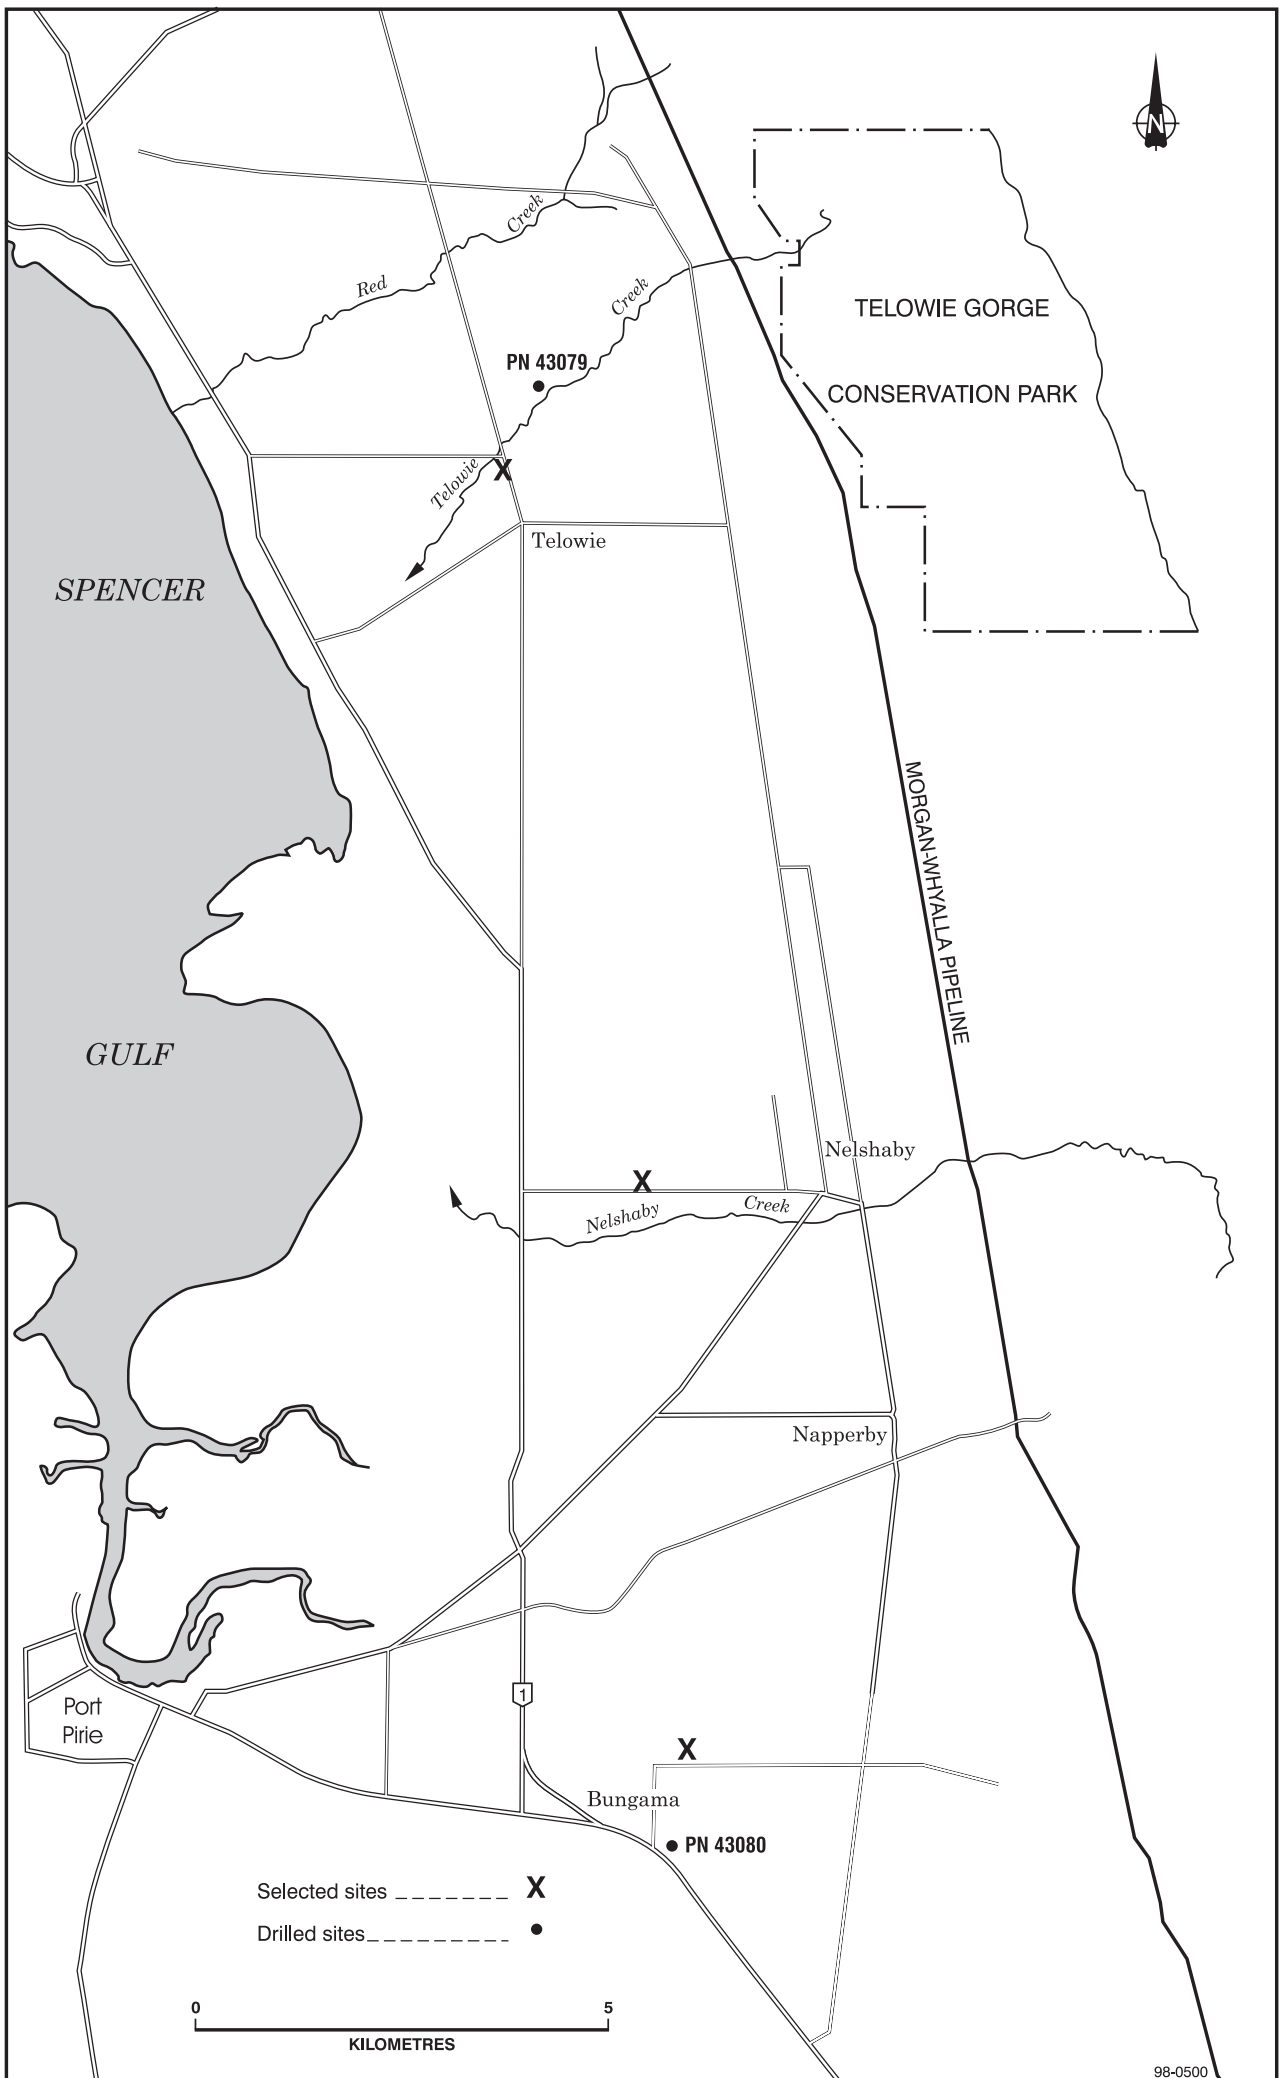 N
Creek
Red
Creek
TELOWIE GORGE
PN 43079
CONSERVATION PARK
X
Telowie
Telowie
SPENCER
MORGAN-WHYALLA PIPELINE
GULF
Nelshaby
X
Nelshaby Creek
Napperby
1
Port
Pirie
X
Bungama
PN 43080
Selected sites _ _ _ _ _ _ _ X
Drilled sites_ _ _ _ _ _ _ _ _ ●
0 5
KILOMETRES
98-0500